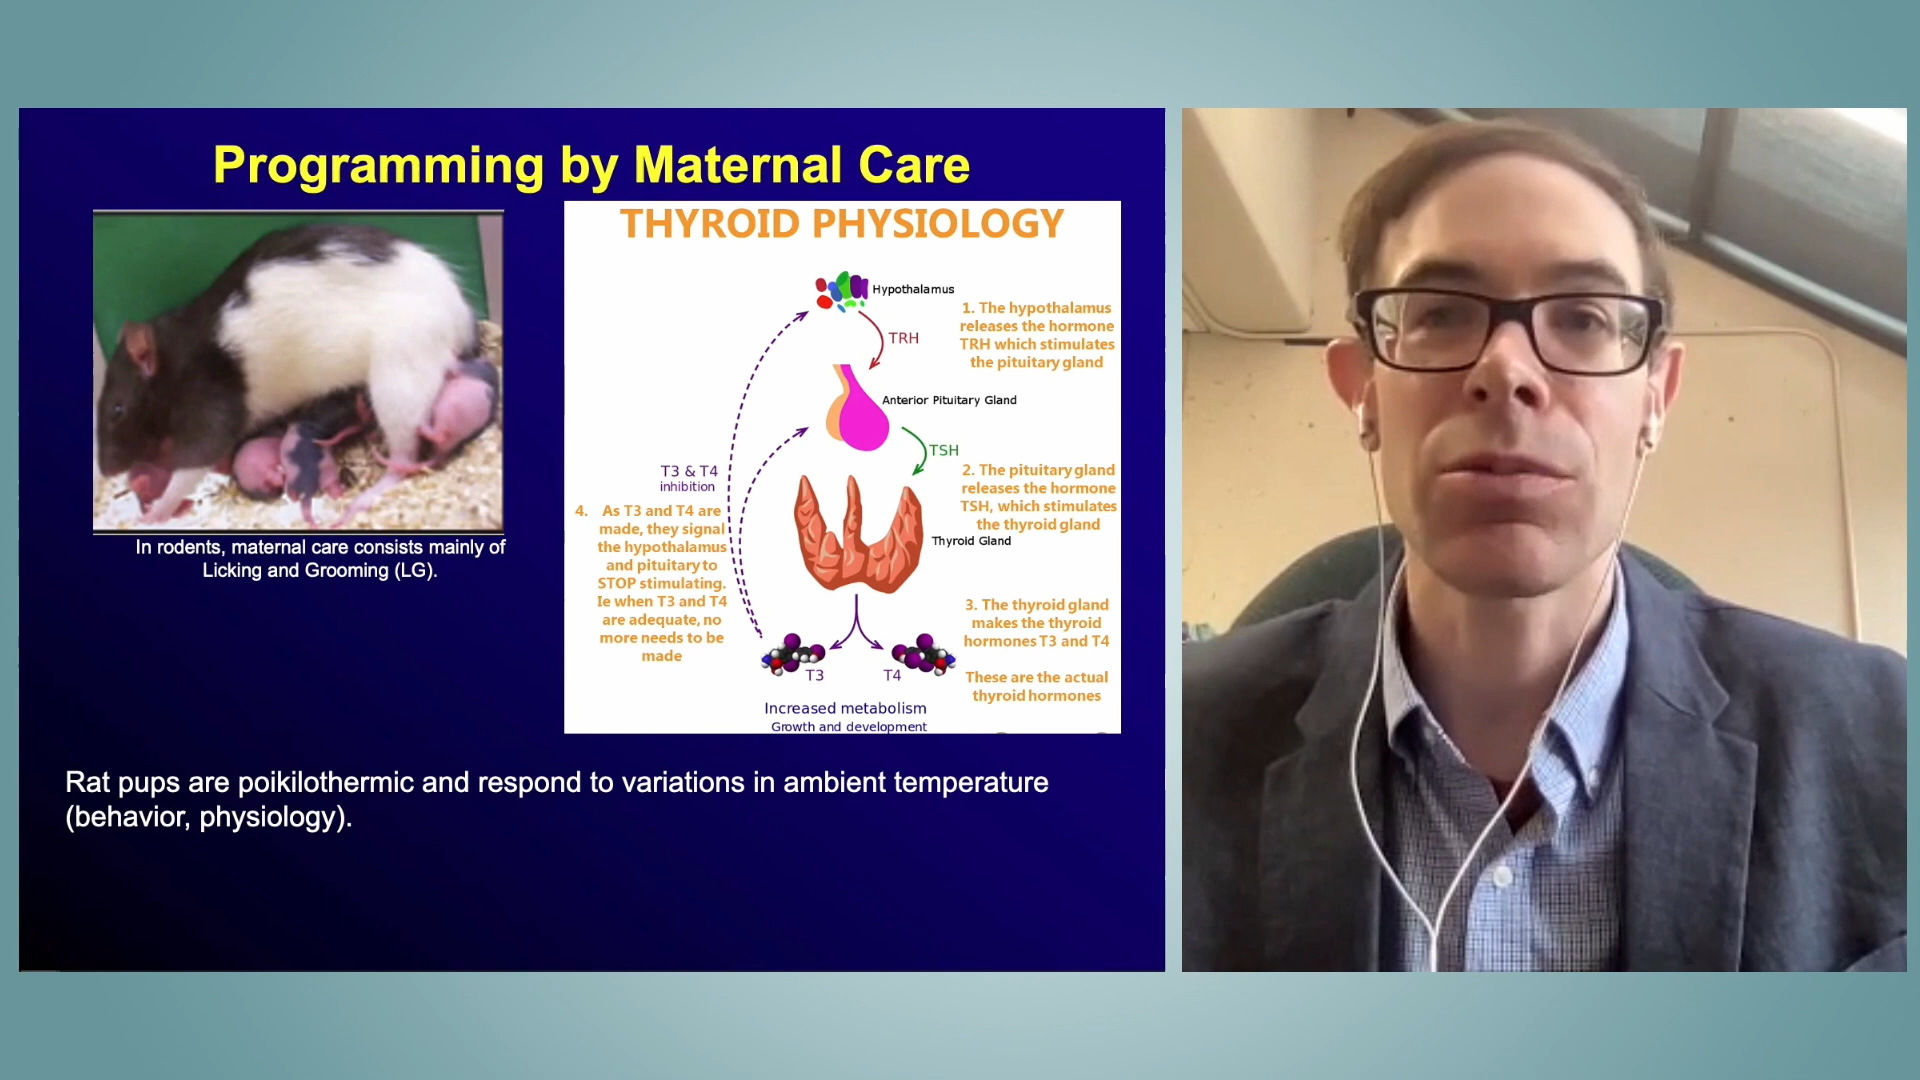 Programming by Maternal Care
In rodents, maternal care consists mainly of
Licking and Grooming (LG).
THYROID PHYSIOLOGY
Hypothalamus
TRH
1. The hypothalamus
releases the hormone
TRH which stimulates
the pituitary gland
Anterior Pituitary Gland
TSH
2. The pituitary gland
releases the hormone
TSH, which stimulates
the thyroid gland
Thyroid Gland
T3 & T4
inhibition
4. As T3 and T4 are
made, they signal
the hypothalamus
and pituitary to
STOP stimulating.
Ie when T3 and T4
are adequate, no
more needs to be
made
3. The thyroid gland
makes the thyroid
hormones T3 and T4
These are the actual
thyroid hormones
T3
T4
Increased metabolism
Growth and development
Rat pups are poikilothermic and respond to variations in ambient temperature
(behavior, physiology).